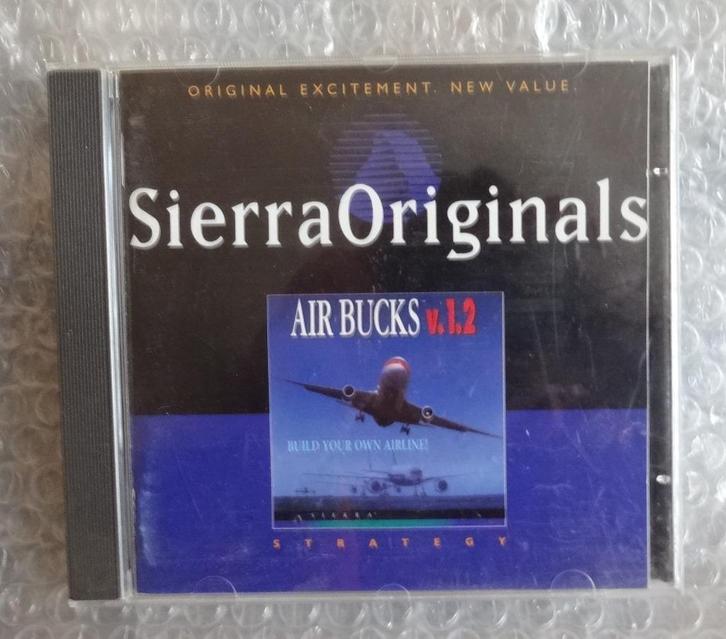 ORIGINAL EXCITEMENT. NEW VALUE.
SierraOriginals
AIR BUCKS v.1.2
BUILD YOUR OWN AIRLINE!
SIERRA
STRATEGY